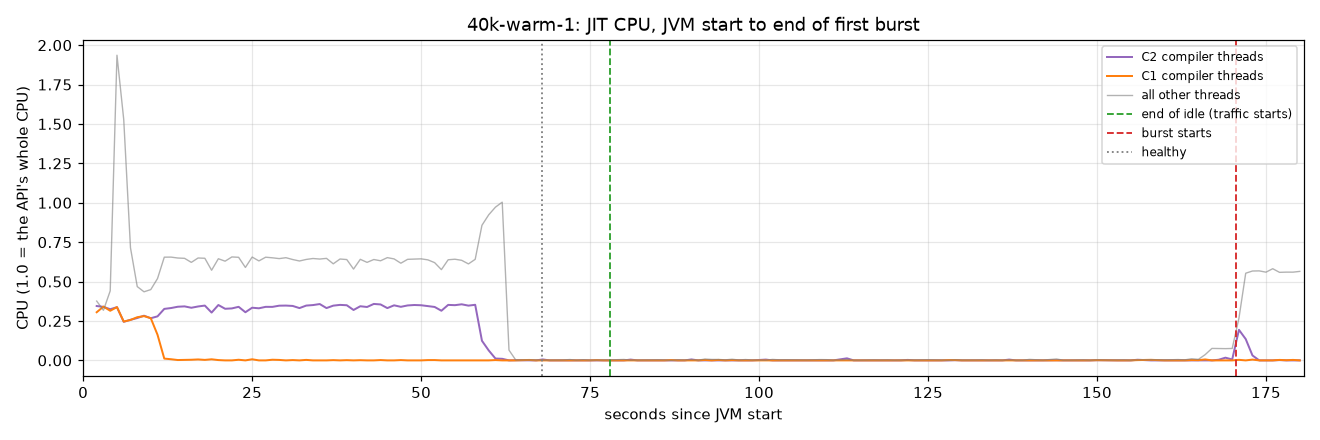 40k-warm-1: JIT CPU, JVM start to end of first burst
CPU (1.0 = the API's whole CPU)
2.00
1.75
1.50
1.25
1.00
0.75
0.50
0.25
0.00
C2 compiler threads
C1 compiler threads
all other threads
end of idle (traffic starts)
burst starts
healthy
0
25
50
75
100
125
150
175
seconds since JVM start